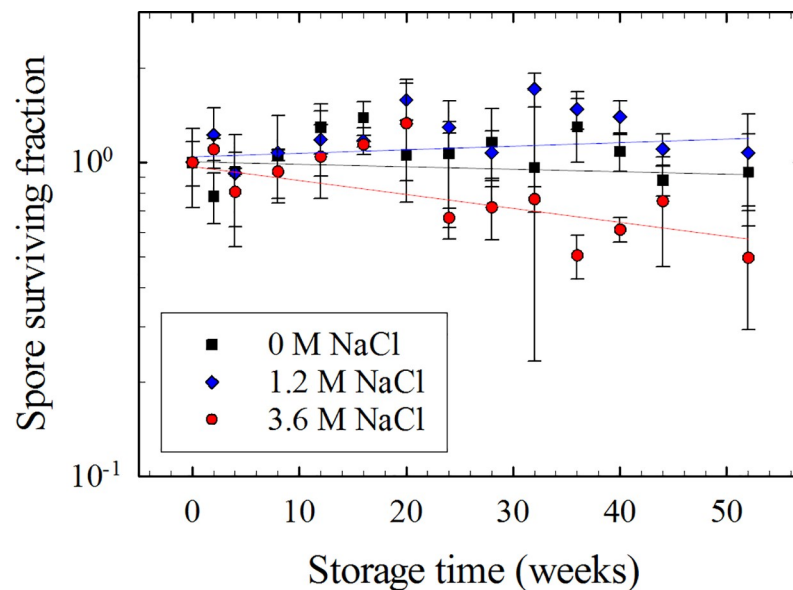 Spore surviving fraction
10⁰
10⁻¹
0 M NaCl
1.2 M NaCl
3.6 M NaCl
0 10 20 30 40 50
Storage time (weeks)